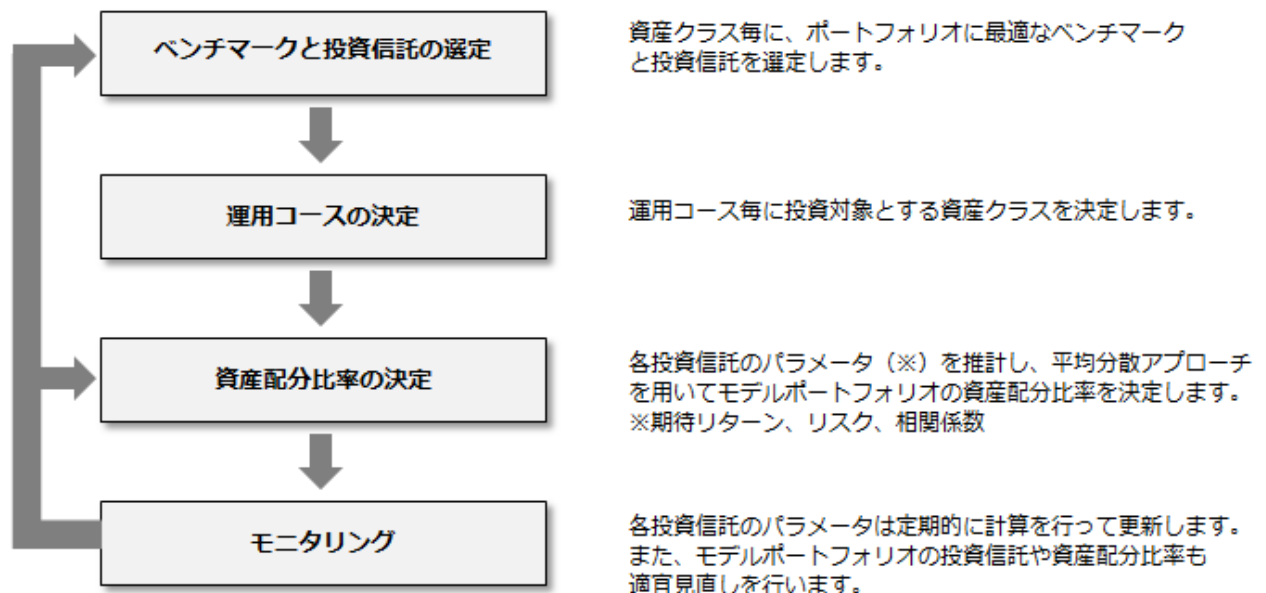 ベンチマークと投資信託の選定
資産クラス毎に、ポートフォリオに最適なベンチマーク
と投資信託を選定します。
運用コースの決定
運用コース毎に投資対象とする資産クラスを決定します。
資産配分比率の決定
各投資信託のパラメータ（※）を推計し、平均分散アプローチ
を用いてモデルポートフォリオの資産配分比率を決定します。
※期待リターン、リスク、相関係数
モニタリング
各投資信託のパラメータは定期的に計算を行って更新します。
また、モデルポートフォリオの投資信託や資産配分比率も
適宜見直しを行います。